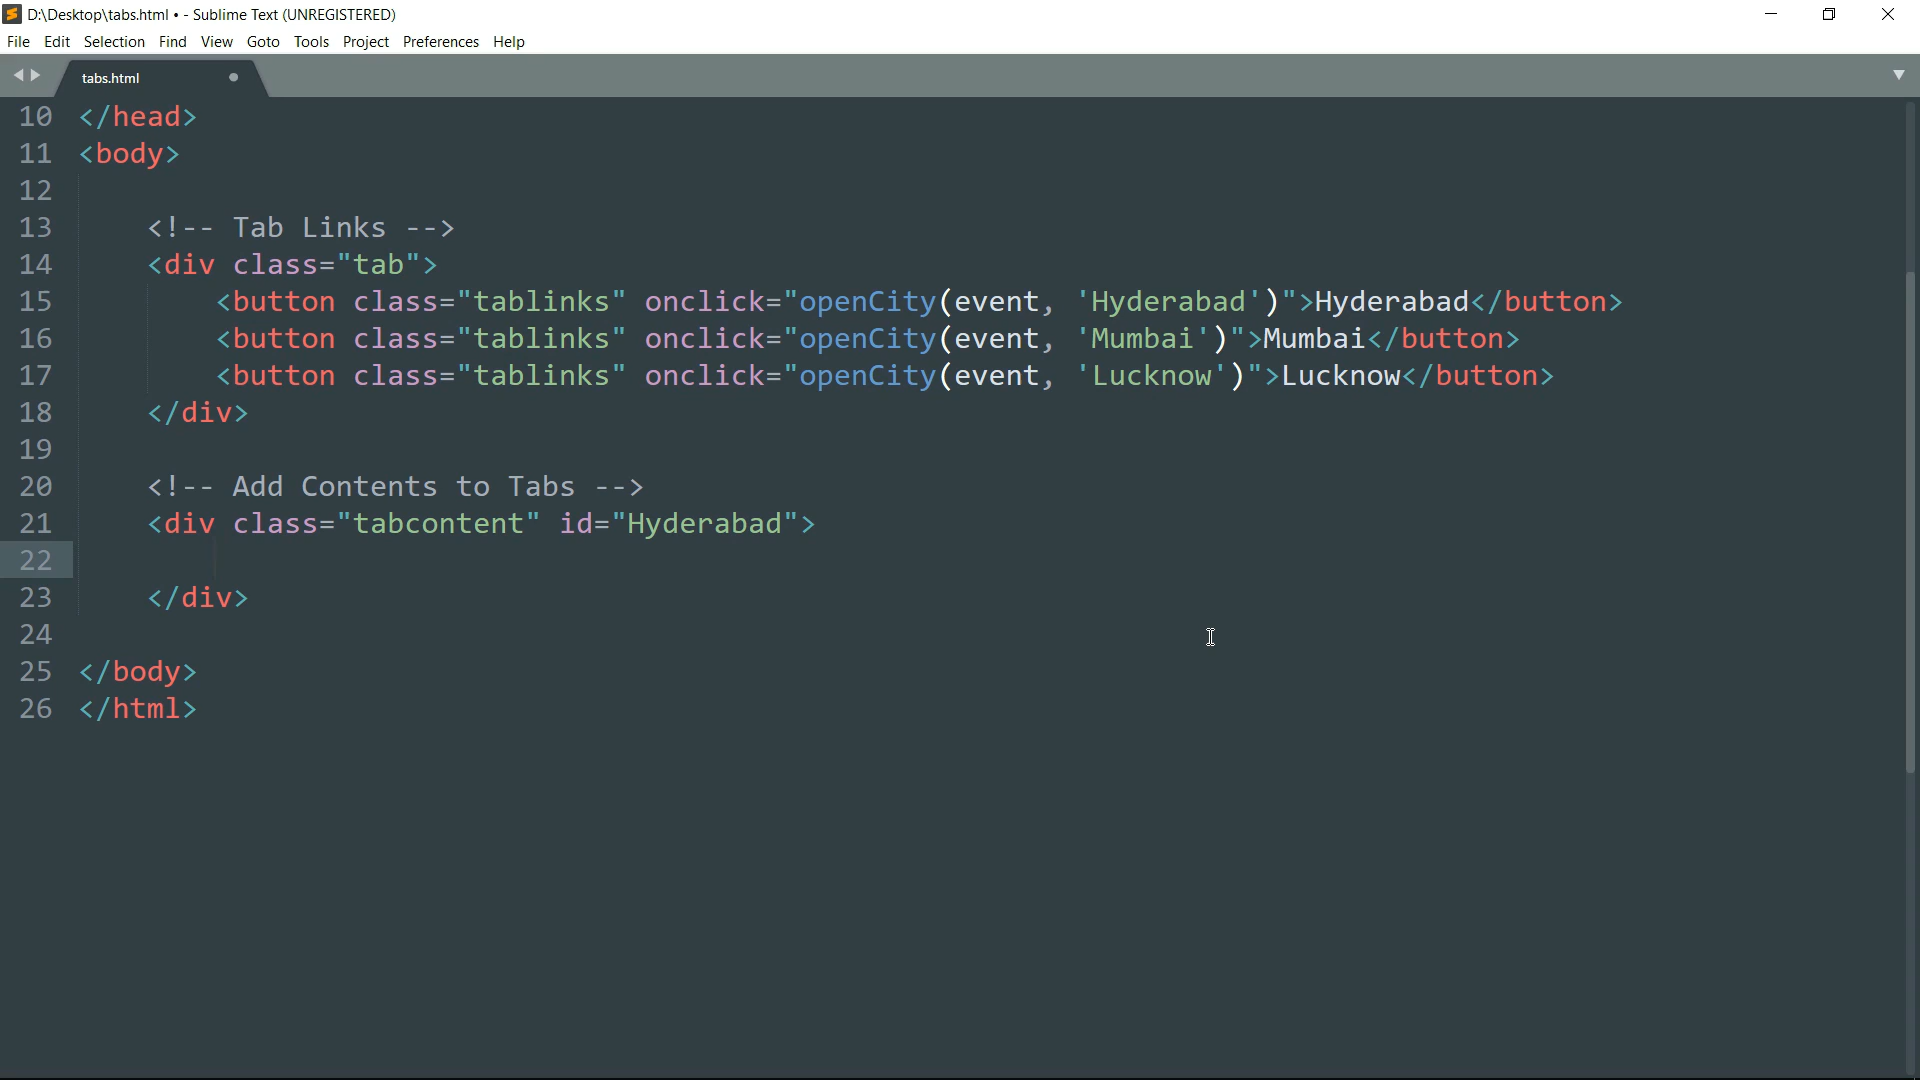 D:\Desktop\tabs.html • - Sublime Text (UNREGISTERED)
File Edit Selection Find View Goto Tools Project Preferences Help
tabs.html
10 </head>
11 <body>
12
13     <!-- Tab Links -->
14     <div class="tab">
15         <button class="tablinks" onclick="openCity(event, 'Hyderabad')">Hyderabad</button>
16         <button class="tablinks" onclick="openCity(event, 'Mumbai')">Mumbai</button>
17         <button class="tablinks" onclick="openCity(event, 'Lucknow')">Lucknow</button>
18     </div>
19
20     <!-- Add Contents to Tabs -->
21     <div class="tabcontent" id="Hyderabad">
22
23     </div>
24
25 </body>
26 </html>